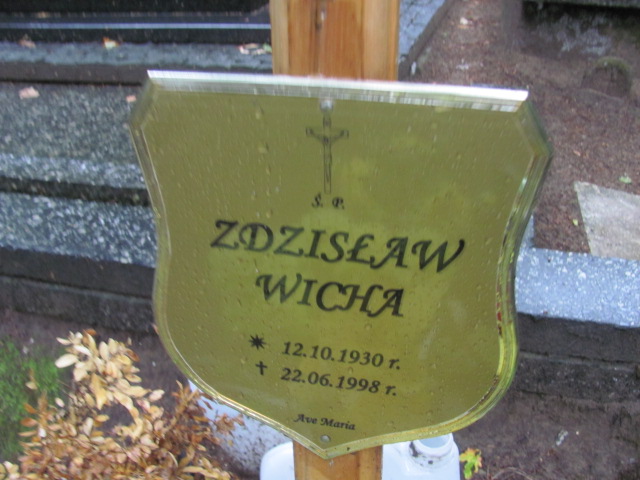 Ś. P.
ZDZISŁAW
WICHA
* 12.10.1930 r.
† 22.06.1998 r.
Ave Maria